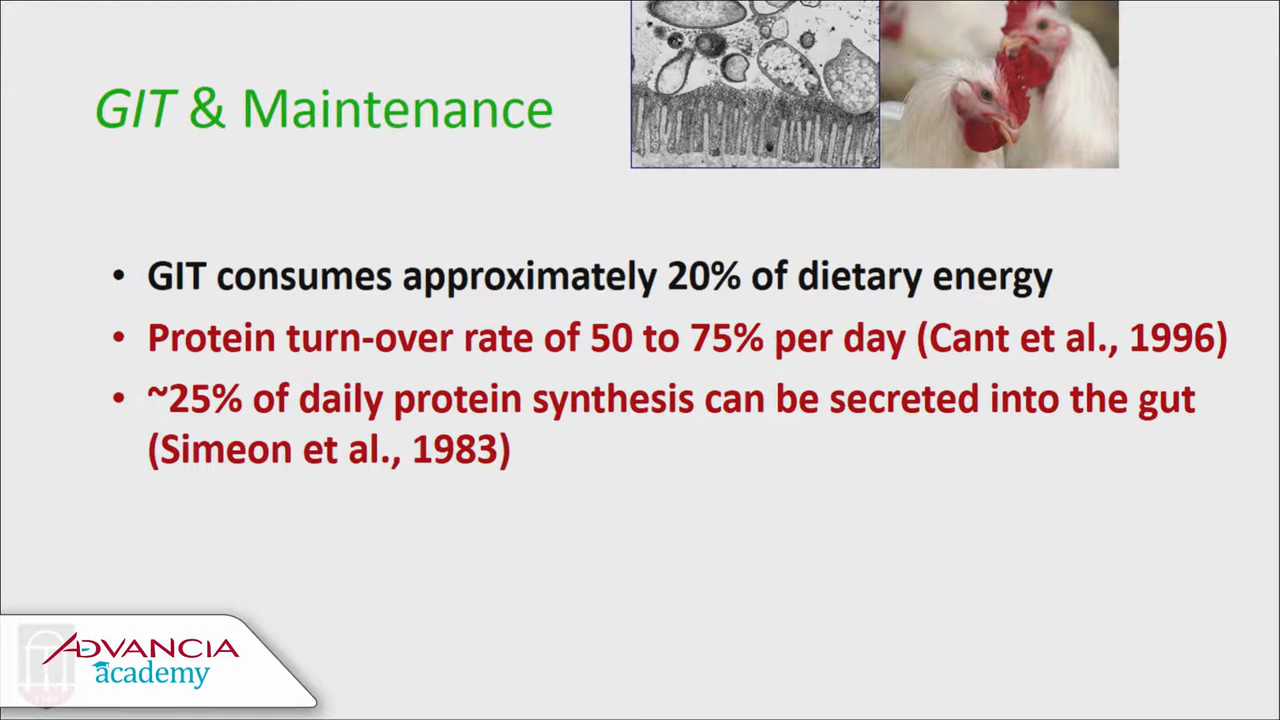 GIT & Maintenance
• GIT consumes approximately 20% of dietary energy
• Protein turn-over rate of 50 to 75% per day (Cant et al., 1996)
• ~25% of daily protein synthesis can be secreted into the gut
(Simeon et al., 1983)
ADVANCIA
academy